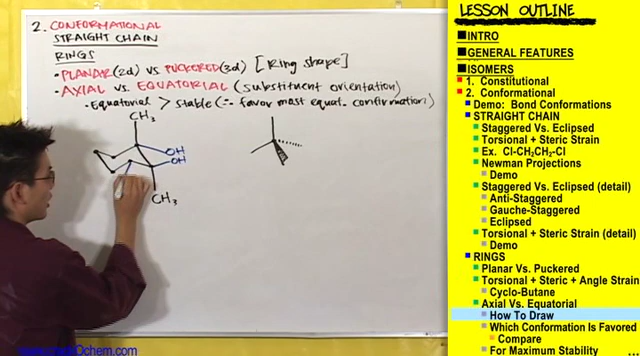 2. CONFORMATIONAL
STRAIGHT CHAIN
RINGS
• PLANAR (2d) VS PUCKERED (3d) [Ring shape]
• AXIAL vs. EQUATORIAL (substituent orientation)
• Equatorial > stable (∴ favor most equat. confirmation)
CH₃
OH
OH
CH₃
LESSON OUTLINE
INTRO
GENERAL FEATURES
ISOMERS
1. Constitutional
2. Conformational
Demo: Bond Conformations
STRAIGHT CHAIN
Staggered Vs. Eclipsed
Torsional + Steric Strain
Ex. Cl-CH₂CH₂-Cl
Newman Projections
Demo
Staggered Vs. Eclipsed (detail)
Anti-Staggered
Gauche-Staggered
Eclipsed
Torsional + Steric Strain (detail)
Demo
RINGS
Planar Vs. Puckered
Torsional + Steric + Angle Strain
Cyclo-Butane
Axial Vs. Equatorial
How To Draw
Which Conformation Is Favored
Compare
For Maximum Stability
...